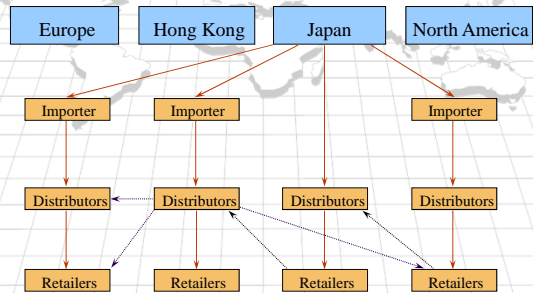 Europe
Hong Kong
Japan
North America
Importer
Importer
Importer
Distributors
Distributors
Distributors
Distributors
Retailers
Retailers
Retailers
Retailers